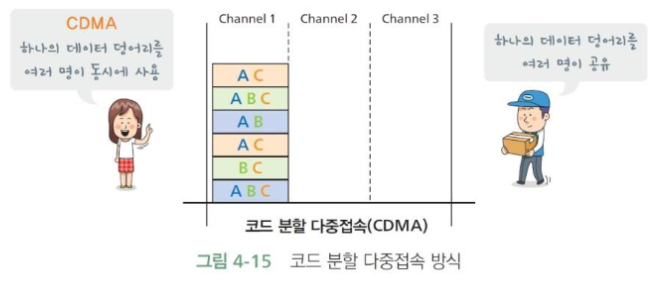 CDMA
하나의 데이터 덩어리를
여러 명이 동시에 사용
Channel 1
Channel 2
Channel 3
A C
A B C
A B
A C
B C
A B C
하나의 데이터 덩어리를
여러 명이 공유
코드 분할 다중접속(CDMA)
그림 4-15 코드 분할 다중접속 방식